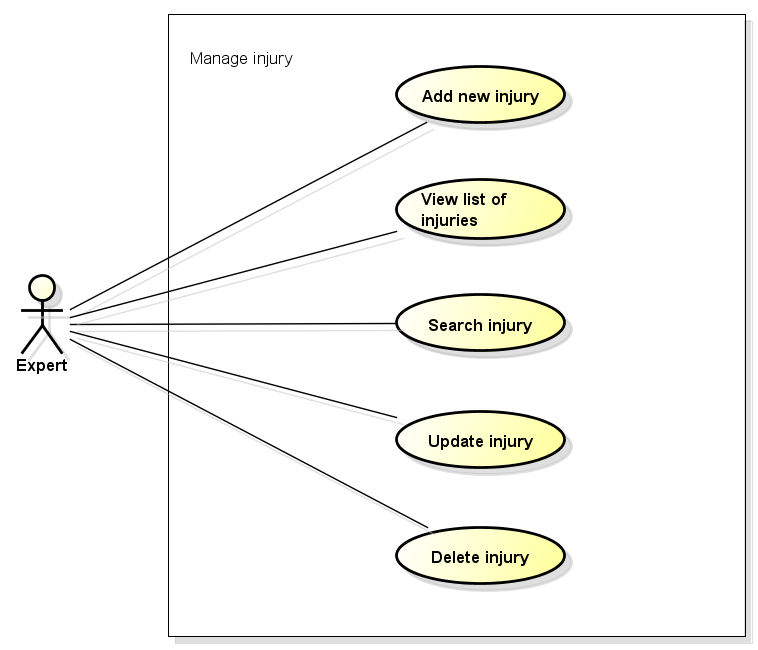 Manage injury
Add new injury
View list of
injuries
Search injury
Expert
Update injury
Delete injury